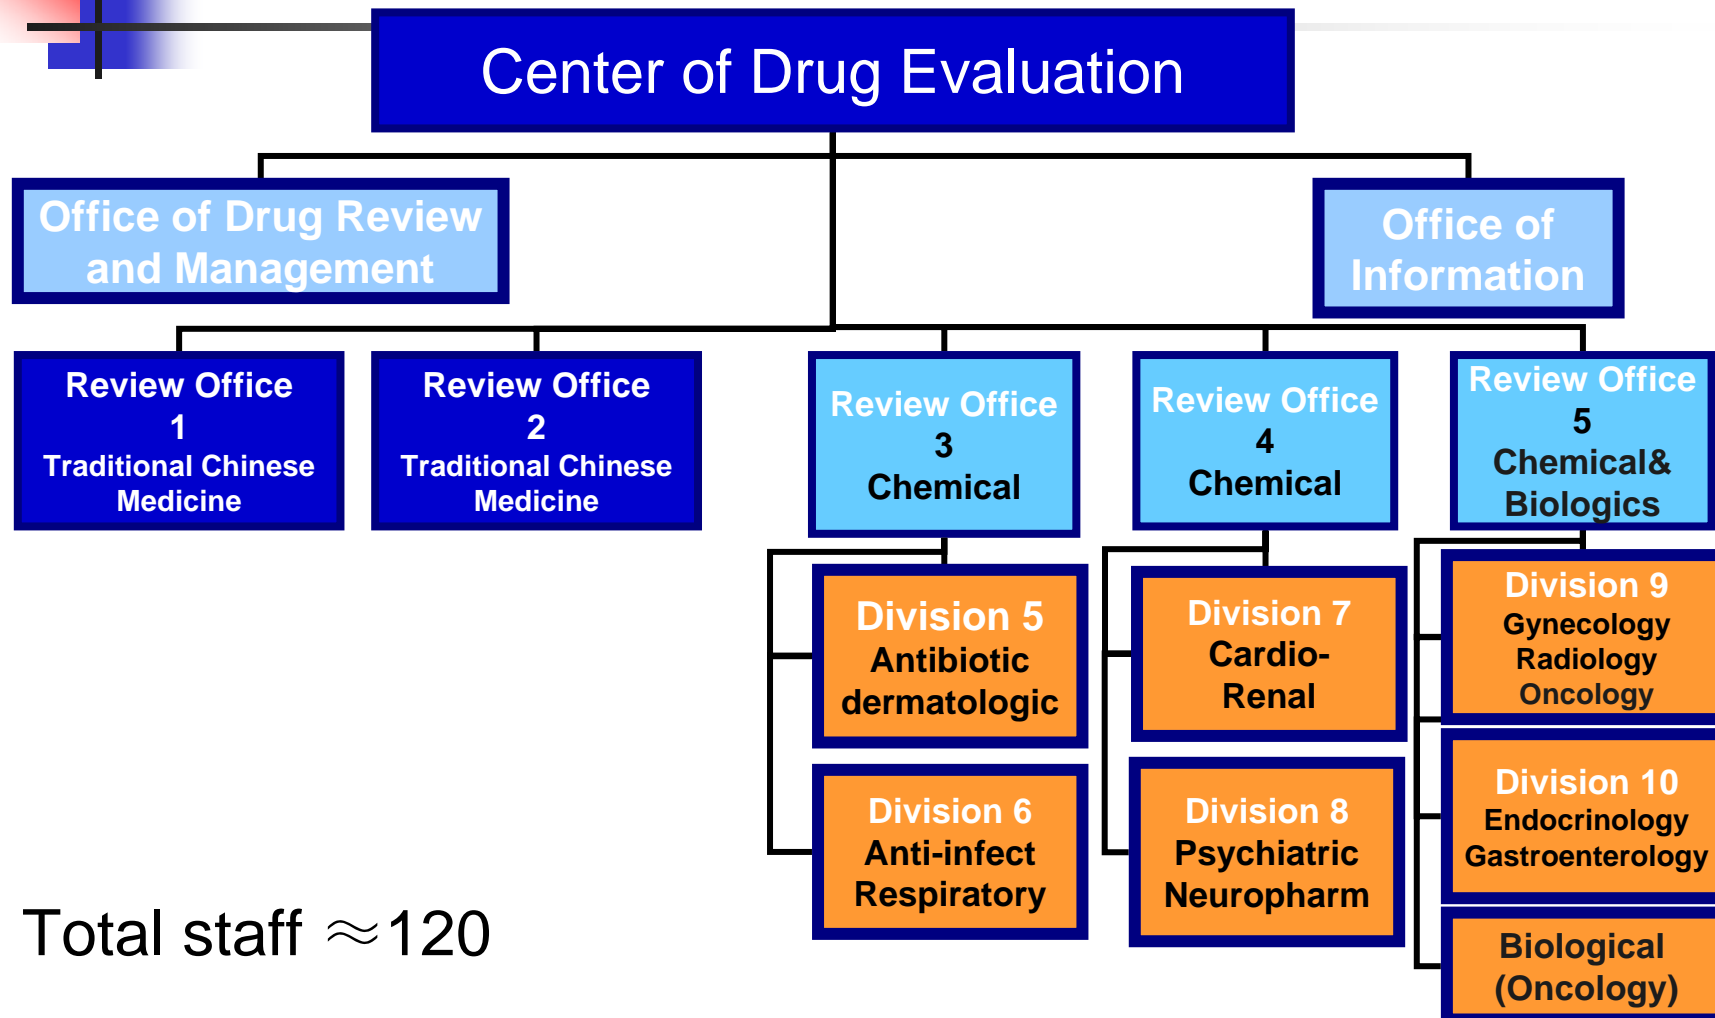 Center of Drug Evaluation
Office of Drug Review
and Management
Office of
Information
Review Office
1
Traditional Chinese
Medicine
Review Office
2
Traditional Chinese
Medicine
Review Office
3
Chemical
Review Office
4
Chemical
Review Office
5
Chemical&
Biologics
Division 5
Antibiotic
dermatologic
Division 6
Anti-infect
Respiratory
Division 7
Cardio-
Renal
Division 8
Psychiatric
Neuropharm
Division 9
Gynecology
Radiology
Oncology
Division 10
Endocrinology
Gastroenterology
Biological
(Oncology)
Total staff ≈120